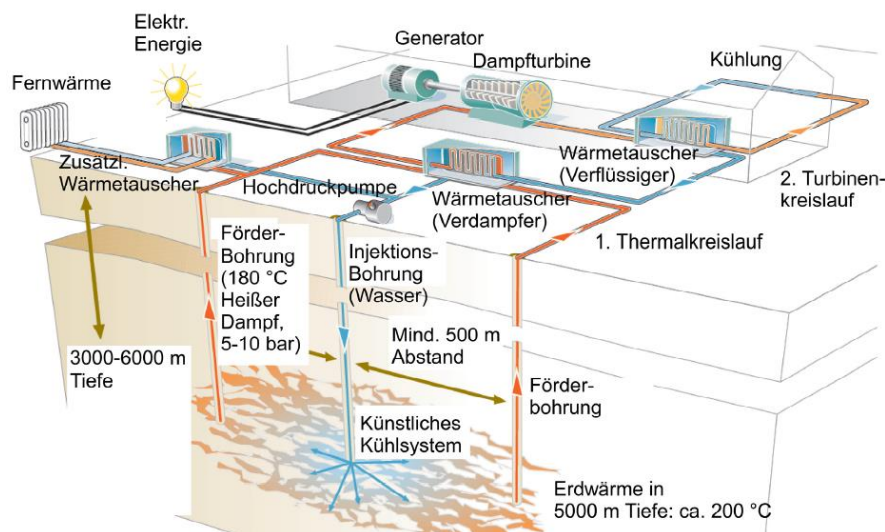 Elektr.
Energie
Generator
Dampfturbine
Kühlung
Fernwärme
Zusätzl.
Wärmetauscher
Hochdruckpumpe
Wärmetauscher
(Verdampfer)
Wärmetauscher
(Verflüssiger)
2. Turbinen-
kreislauf
1. Thermalkreislauf
Förder-
Bohrung
(180 °C
Heißer
Dampf,
5-10 bar)
Injektions-
Bohrung
(Wasser)
3000-6000 m
Tiefe
Mind. 500 m
Abstand
Förder-
bohrung
Künstliches
Kühlsystem
Erdwärme in
5000 m Tiefe: ca. 200 °C